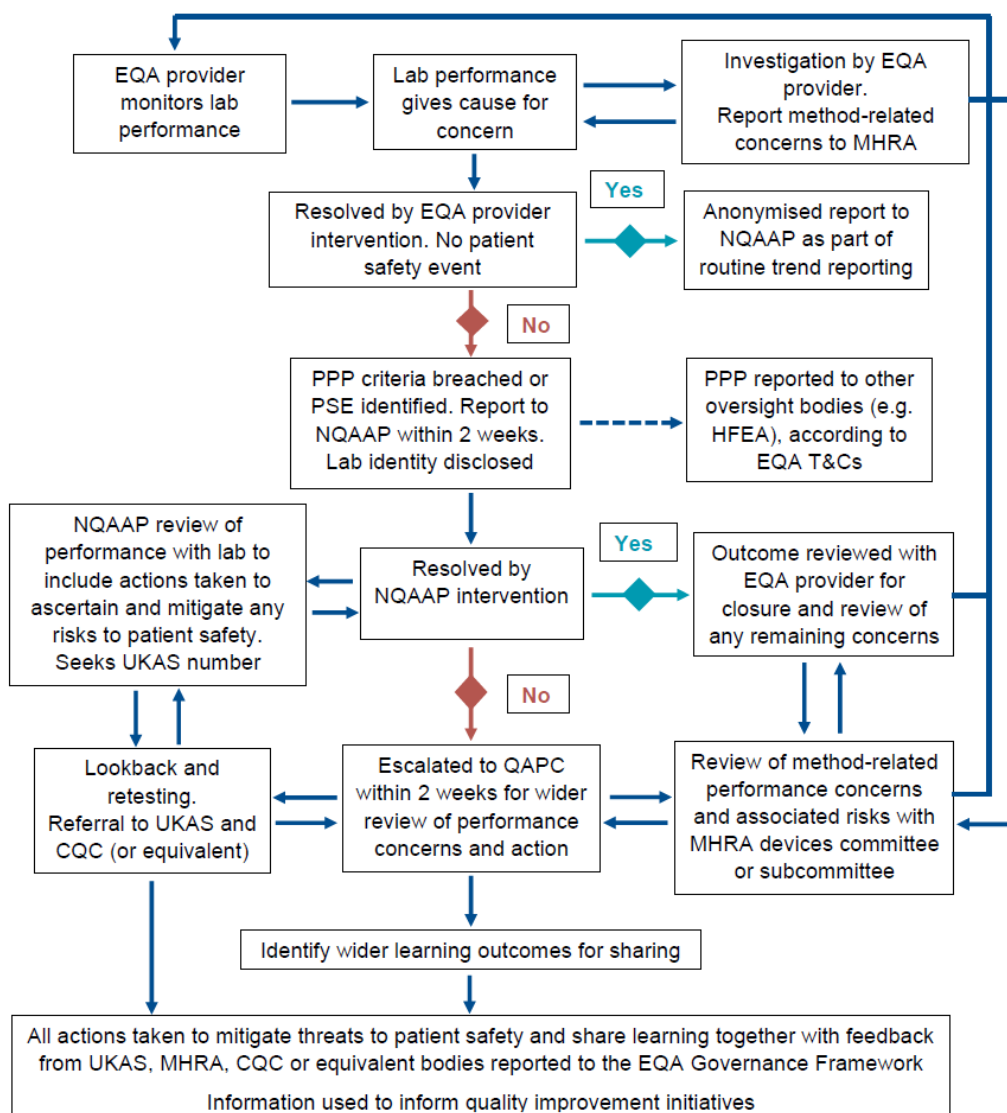 EQA provider
monitors lab
performance
Lab performance
gives cause for
concern
Investigation by EQA
provider.
Report method-related
concerns to MHRA
Yes
Resolved by EQA provider
intervention. No patient
safety event
Anonymised report to
NQAAP as part of
routine trend reporting
No
PPP criteria breached or
PSE identified. Report to
NQAAP within 2 weeks.
Lab identity disclosed
PPP reported to other
oversight bodies (e.g.
HFEA), according to
EQA T&Cs
NQAAP review of
performance with lab to
include actions taken to
ascertain and mitigate any
risks to patient safety.
Seeks UKAS number
Resolved by
NQAAP intervention
Yes
Outcome reviewed with
EQA provider for
closure and review of
any remaining concerns
No
Lookback and
retesting.
Referral to UKAS and
CQC (or equivalent)
Escalated to QAPC
within 2 weeks for wider
review of performance
concerns and action
Review of method-related
performance concerns
and associated risks with
MHRA devices committee
or subcommittee
Identify wider learning outcomes for sharing
All actions taken to mitigate threats to patient safety and share learning together with feedback
from UKAS, MHRA, CQC or equivalent bodies reported to the EQA Governance Framework
Information used to inform quality improvement initiatives